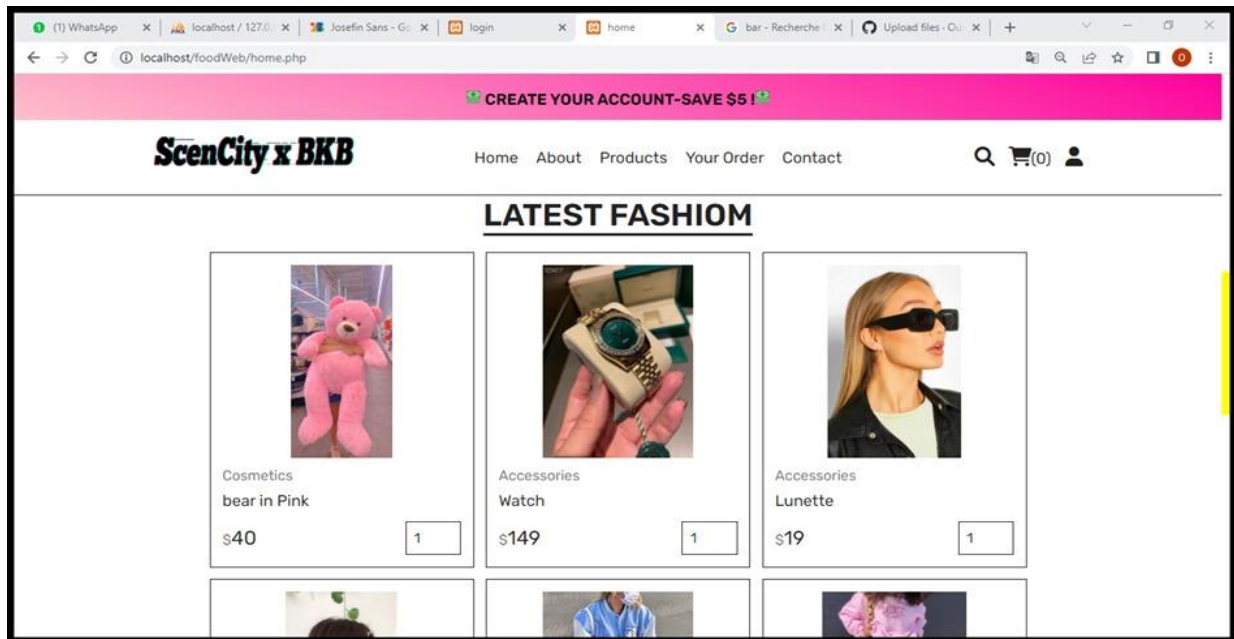 (1) WhatsApp
localhost / 127.0.
Josefin Sans - Go
login
home
bar - Recherche
Upload files - Ou
localhost/foodWeb/home.php
O
CREATE YOUR ACCOUNT-SAVE $5 !
ScenCity x BKB
Home About Products Your Order Contact
(0)
LATEST FASHIOM
Cosmetics
bear in Pink
$40
1
Accessories
Watch
$149
1
Accessories
Lunette
$19
1